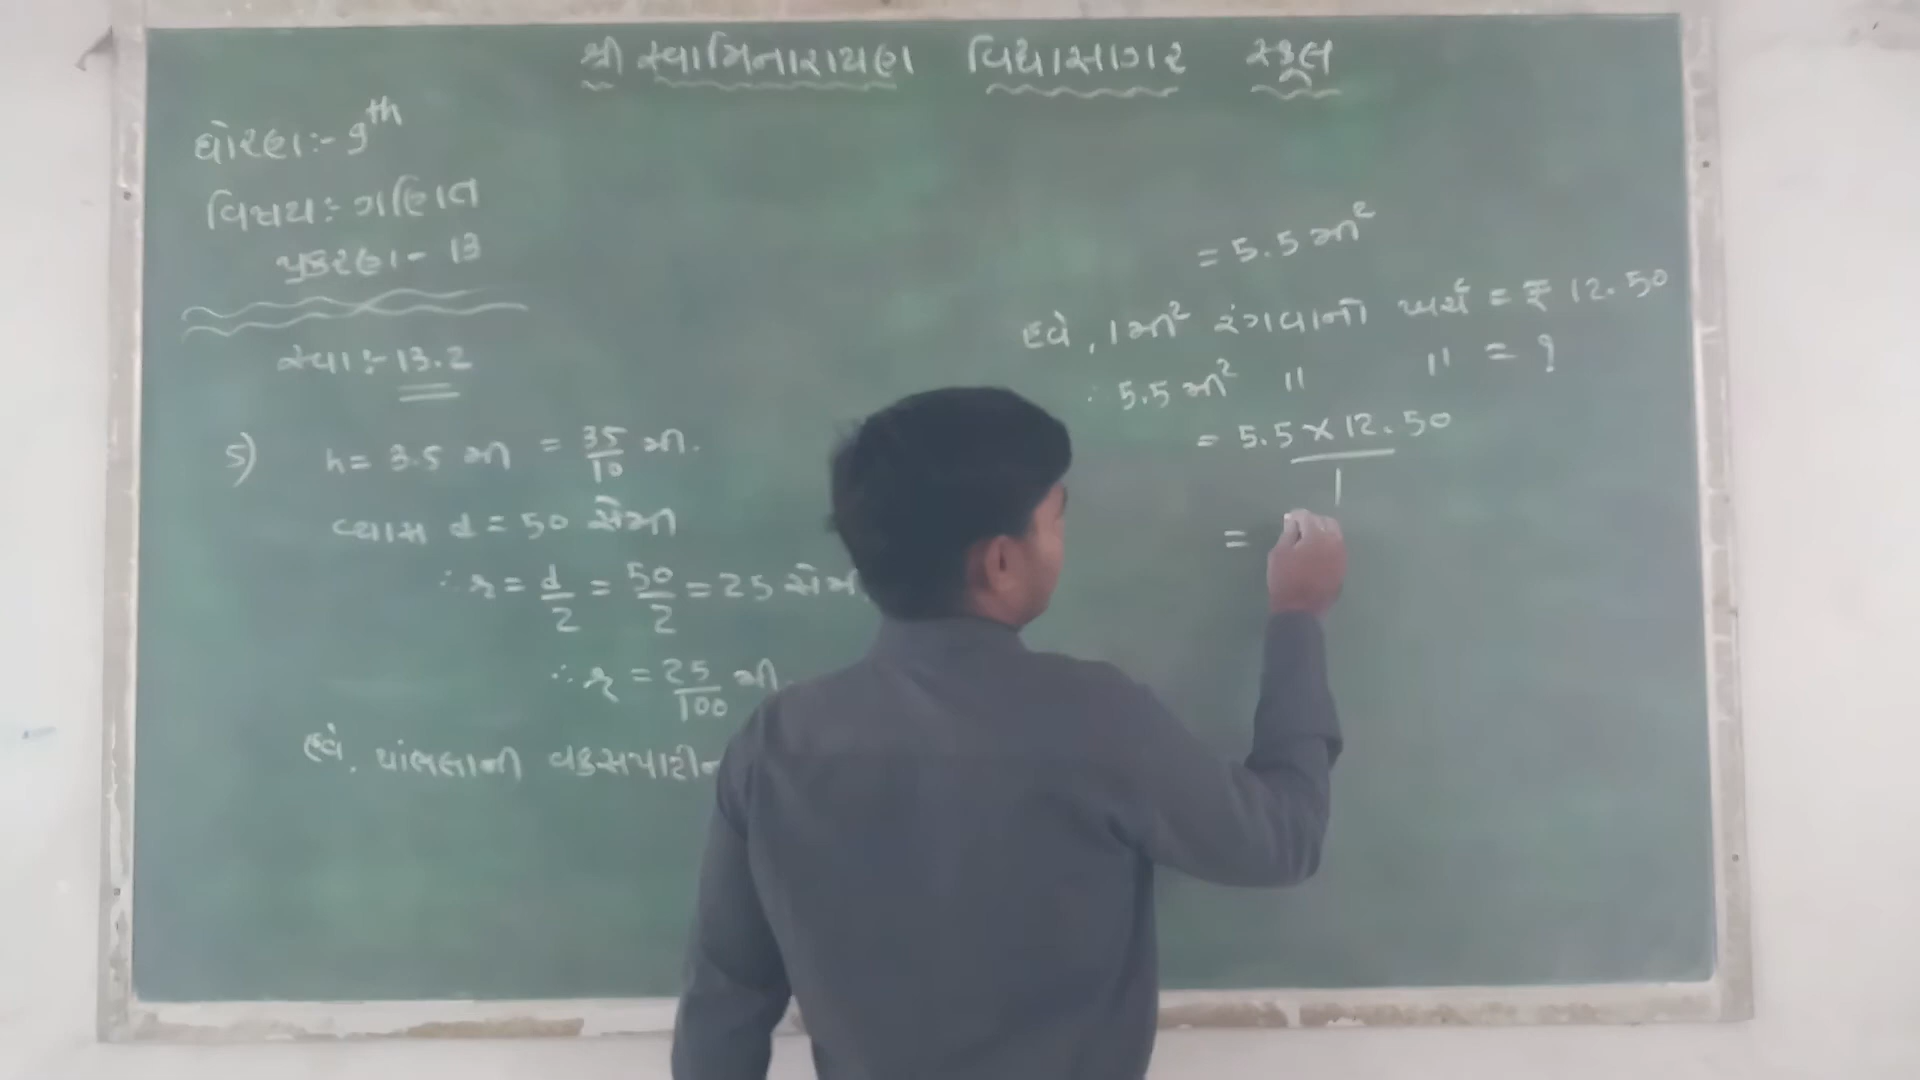 શ્રી સ્વામિનારાયણ વિદ્યાસાગર સ્કૂલ
ધોરણ:- 9th
વિષય:- ગણિત
પ્રકરણ- 13
સ્વા:- 13.2
5) h = 3.5 મી = 35/10 મી.
વ્યાસ d = 50 સેમી
∴ r = d/2 = 50/2 = 25 સેમી
∴ r = 25/100 મી.
હવે, થાંભલાની વક્રસપાટીન
= 5.5 મી²
હવે, 1 મી² રંગવાનો ખર્ચ = ₹ 12.50
∴ 5.5 મી² " " = ?
= 5.5 × 12.50 / 1
=